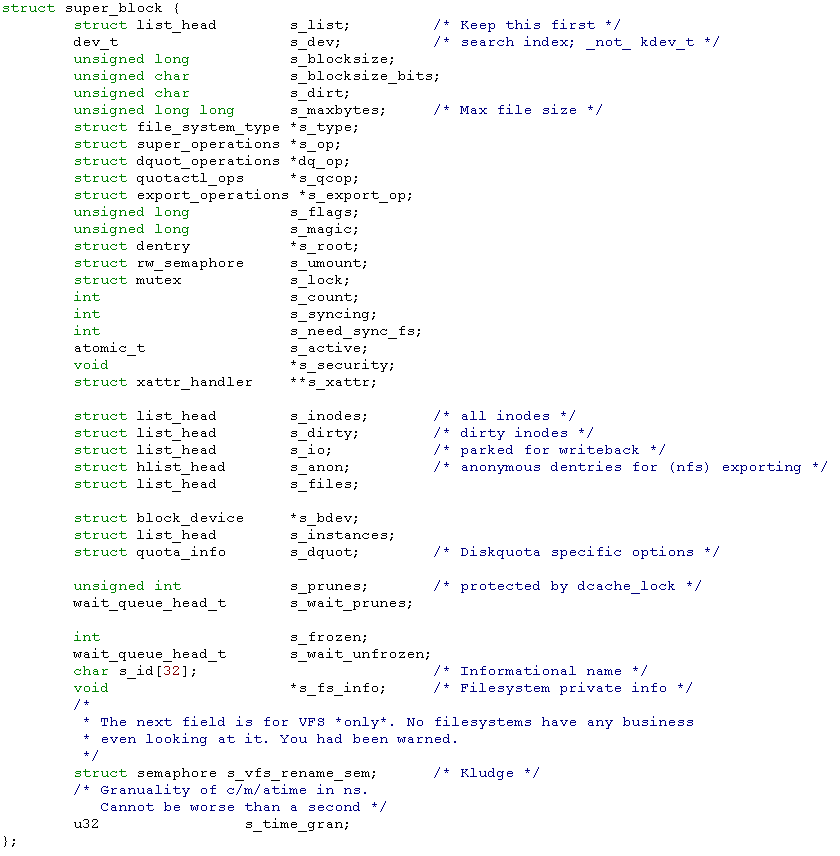 struct super_block {
        struct list_head        s_list;         /* Keep this first */
        dev_t                   s_dev;          /* search index; _not_ kdev_t */
        unsigned long           s_blocksize;
        unsigned char           s_blocksize_bits;
        unsigned char           s_dirt;
        unsigned long long      s_maxbytes;     /* Max file size */
        struct file_system_type *s_type;
        struct super_operations *s_op;
        struct dquot_operations *dq_op;
        struct quotactl_ops     *s_qcop;
        struct export_operations *s_export_op;
        unsigned long           s_flags;
        unsigned long           s_magic;
        struct dentry           *s_root;
        struct rw_semaphore     s_umount;
        struct mutex            s_lock;
        int                     s_count;
        int                     s_syncing;
        int                     s_need_sync_fs;
        atomic_t                s_active;
        void                    *s_security;
        struct xattr_handler    **s_xattr;

        struct list_head        s_inodes;       /* all inodes */
        struct list_head        s_dirty;        /* dirty inodes */
        struct list_head        s_io;           /* parked for writeback */
        struct hlist_head       s_anon;         /* anonymous dentries for (nfs) exporting */
        struct list_head        s_files;

        struct block_device     *s_bdev;
        struct list_head        s_instances;
        struct quota_info       s_dquot;        /* Diskquota specific options */

        unsigned int            s_prunes;       /* protected by dcache_lock */
        wait_queue_head_t       s_wait_prunes;

        int                     s_frozen;
        wait_queue_head_t       s_wait_unfrozen;
        char s_id[32];                          /* Informational name */
        void                    *s_fs_info;     /* Filesystem private info */
        /*
         * The next field is for VFS *only*. No filesystems have any business
         * even looking at it. You had been warned.
         */
        struct semaphore s_vfs_rename_sem;      /* Kludge */
        /* Granuality of c/m/atime in ns.
           Cannot be worse than a second */
        u32                s_time_gran;
};